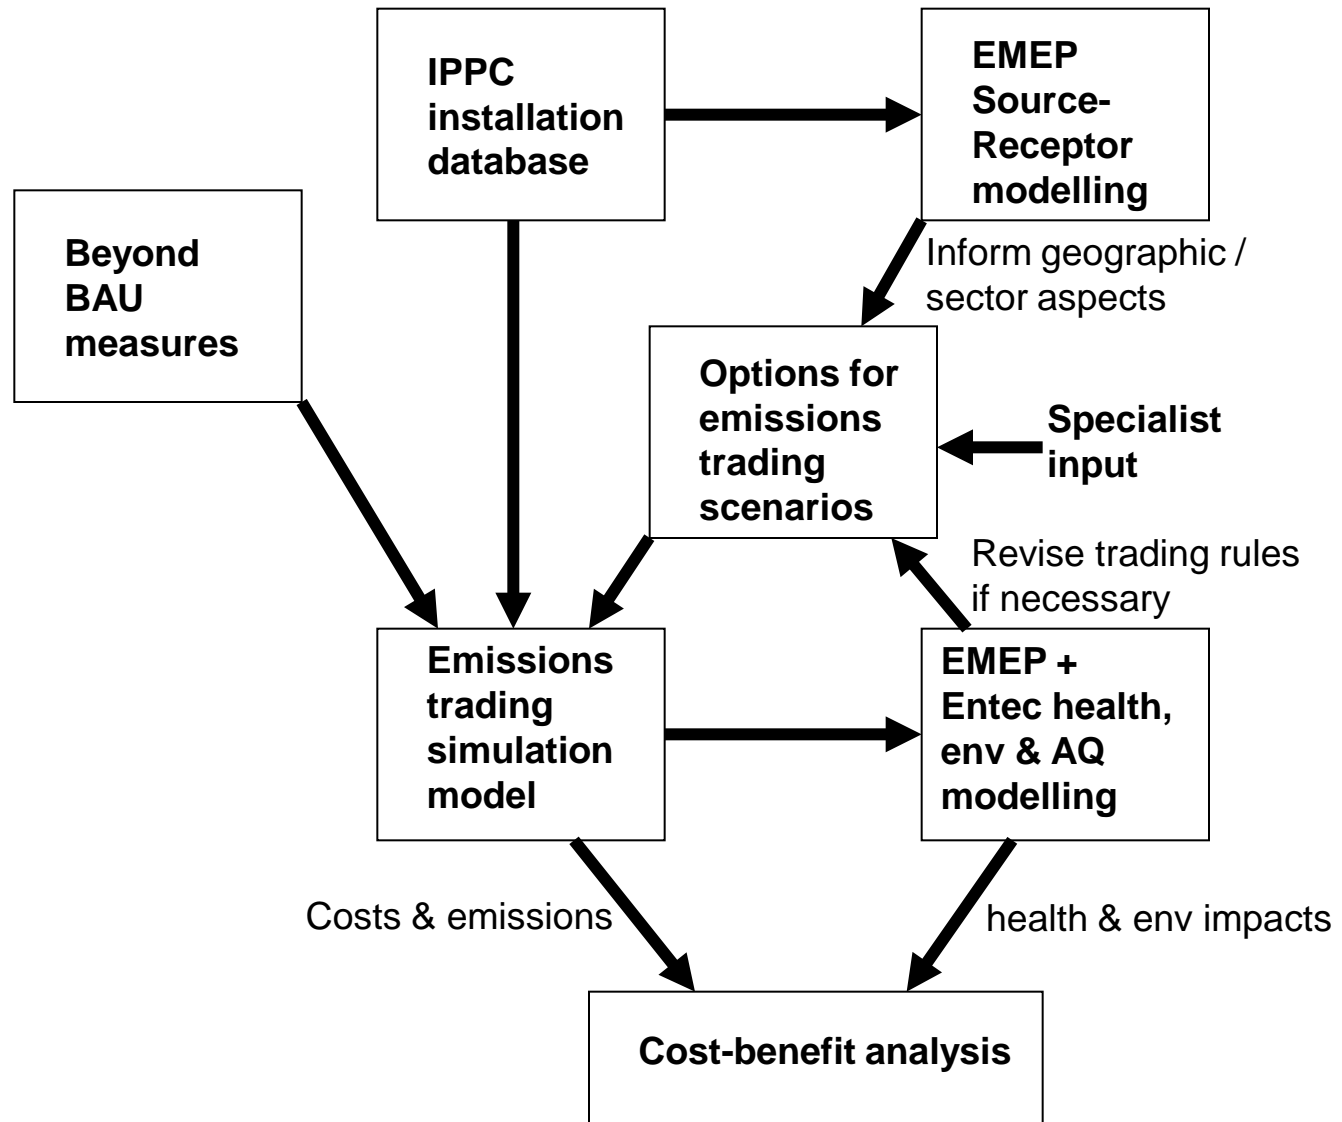 IPPC
installation
database
EMEP
Source-
Receptor
modelling
Beyond
BAU
measures
Inform geographic /
sector aspects
Options for
emissions
trading
scenarios
Specialist
input
Revise trading rules
if necessary
Emissions
trading
simulation
model
EMEP +
Entec health,
env & AQ
modelling
Costs & emissions
health & env impacts
Cost-benefit analysis